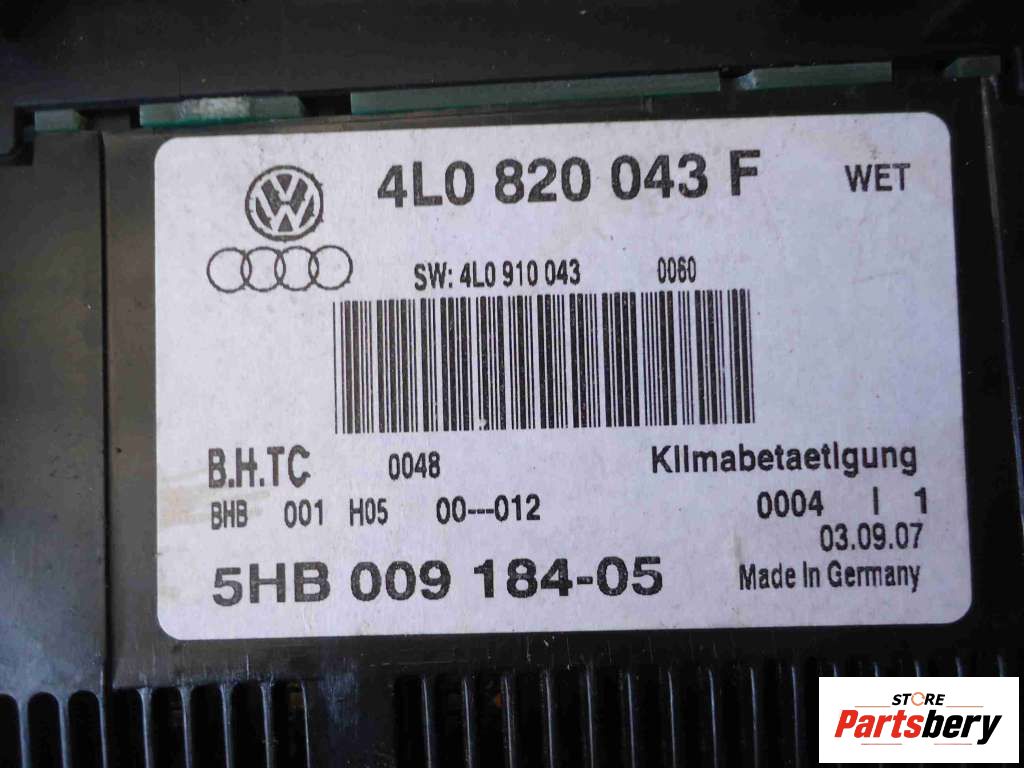 4L0 820 043 F WET
SW: 4L0 910 043 0060
B.H.TC 0048 Klimabetaetigung
BHB 001 H05 00---012 0004 I 1
03.09.07
5HB 009 184-05 Made In Germany
STORE
Partsbery